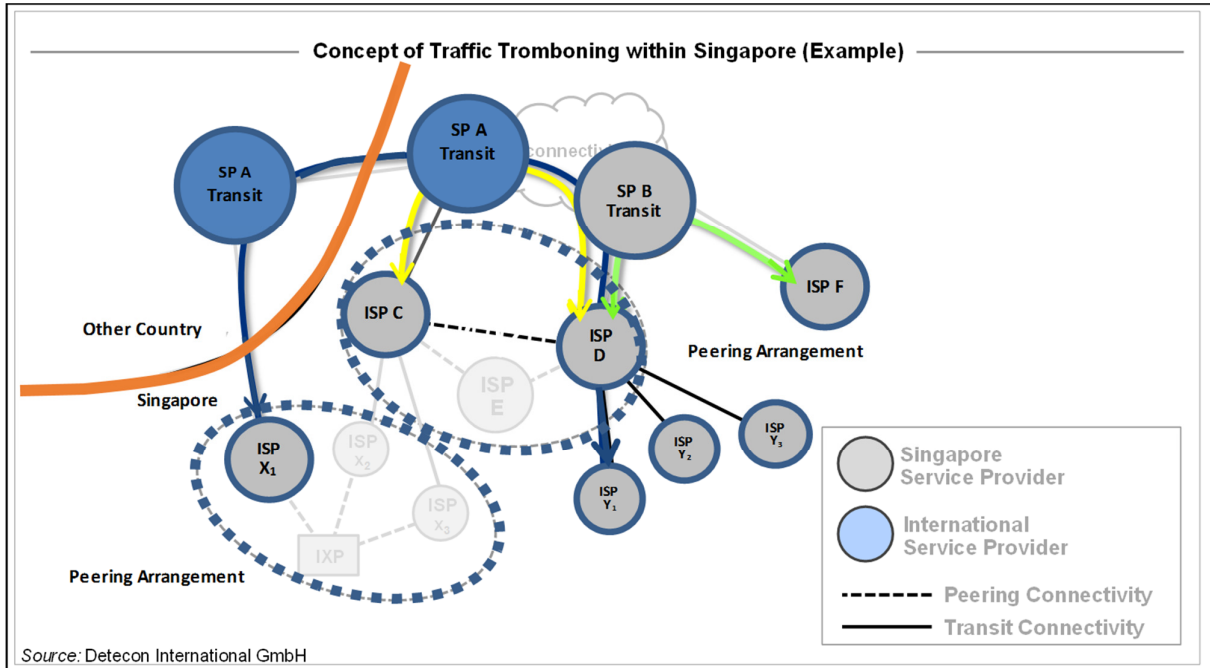 Concept of Traffic Tromboning within Singapore (Example)
SP A
Transit
SP A
Transit
connectivi
SP B
Transit
ISP F
ISP C
ISP
D
Other Country
Peering Arrangement
ISP
E
Singapore
ISP
X1
ISP
X2
ISP
X3
ISP
Y1
ISP
Y2
ISP
Y3
IXP
Peering Arrangement
Singapore
Service Provider
International
Service Provider
Peering Connectivity
Transit Connectivity
Source: Detecon International GmbH